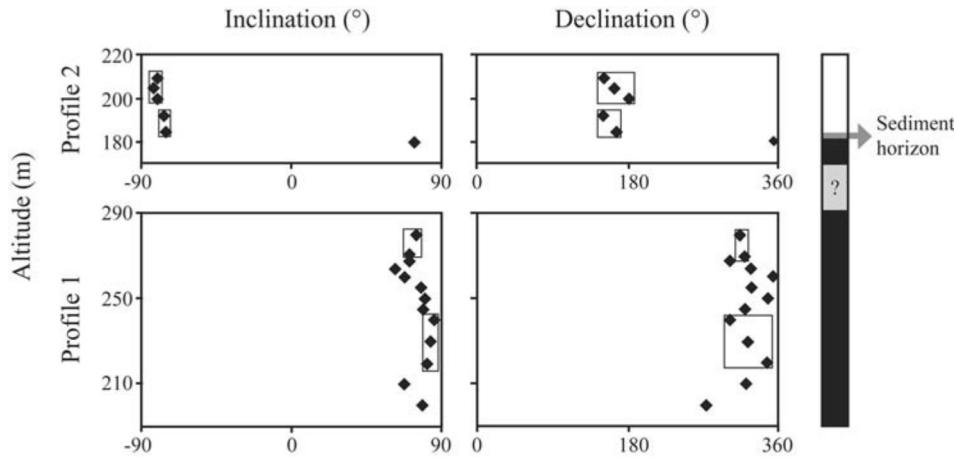 Inclination (°)
Declination (°)
Altitude (m)
Profile 2
220
200
180
-90
0
90
0
180
360
Sediment
horizon
?
Profile 1
290
250
210
-90
0
90
0
180
360